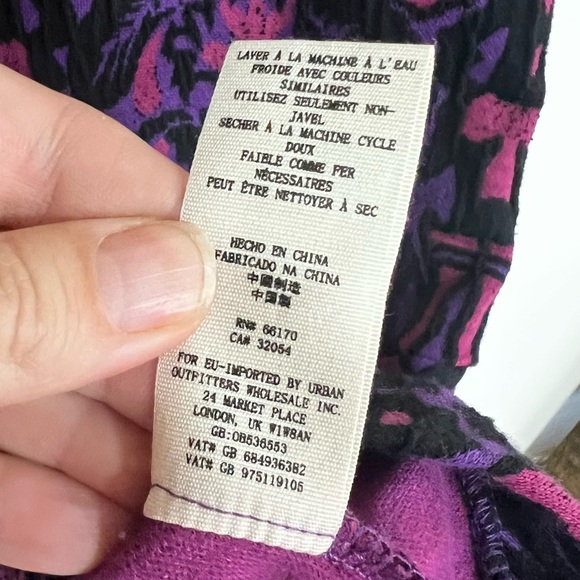 LAVER À LA MACHINE À L'EAU
FROIDE AVEC COULEURS
SIMILAIRES
UTILISEZ SEULEMENT NON-
JAVEL
SÉCHER À LA MACHINE CYCLE
DOUX
FAIBLE COMME FER
NÉCESSAIRES
PEUT ÊTRE NETTOYER À SEC
HECHO EN CHINA
FABRICADO NA CHINA
中國制造
中国製
RN# 66170
CA# 32054
FOR EU-IMPORTED BY URBAN
OUTFITTERS WHOLESALE INC.
24 MARKET PLACE
LONDON, UK W1W8AN
GB:OB536553
VAT# GB 684936382
VAT# GB 975119105